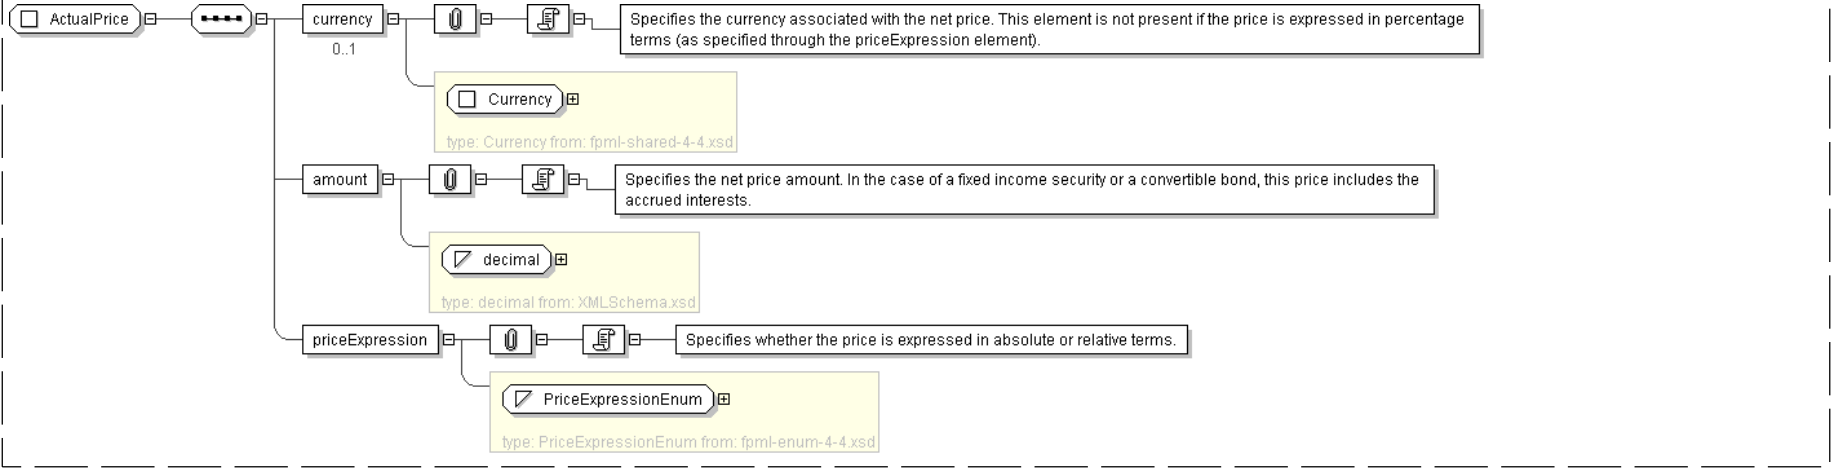 ActualPrice
currency
0..1
Specifies the currency associated with the net price. This element is not present if the price is expressed in percentage
terms (as specified through the priceExpression element).
Currency
type: Currency from: fpml-shared-4-4.xsd
amount
Specifies the net price amount. In the case of a fixed income security or a convertible bond, this price includes the
accrued interests.
decimal
type: decimal from: XMLSchema.xsd
priceExpression
Specifies whether the price is expressed in absolute or relative terms.
PriceExpressionEnum
type: PriceExpressionEnum from: fpml-enum-4-4.xsd